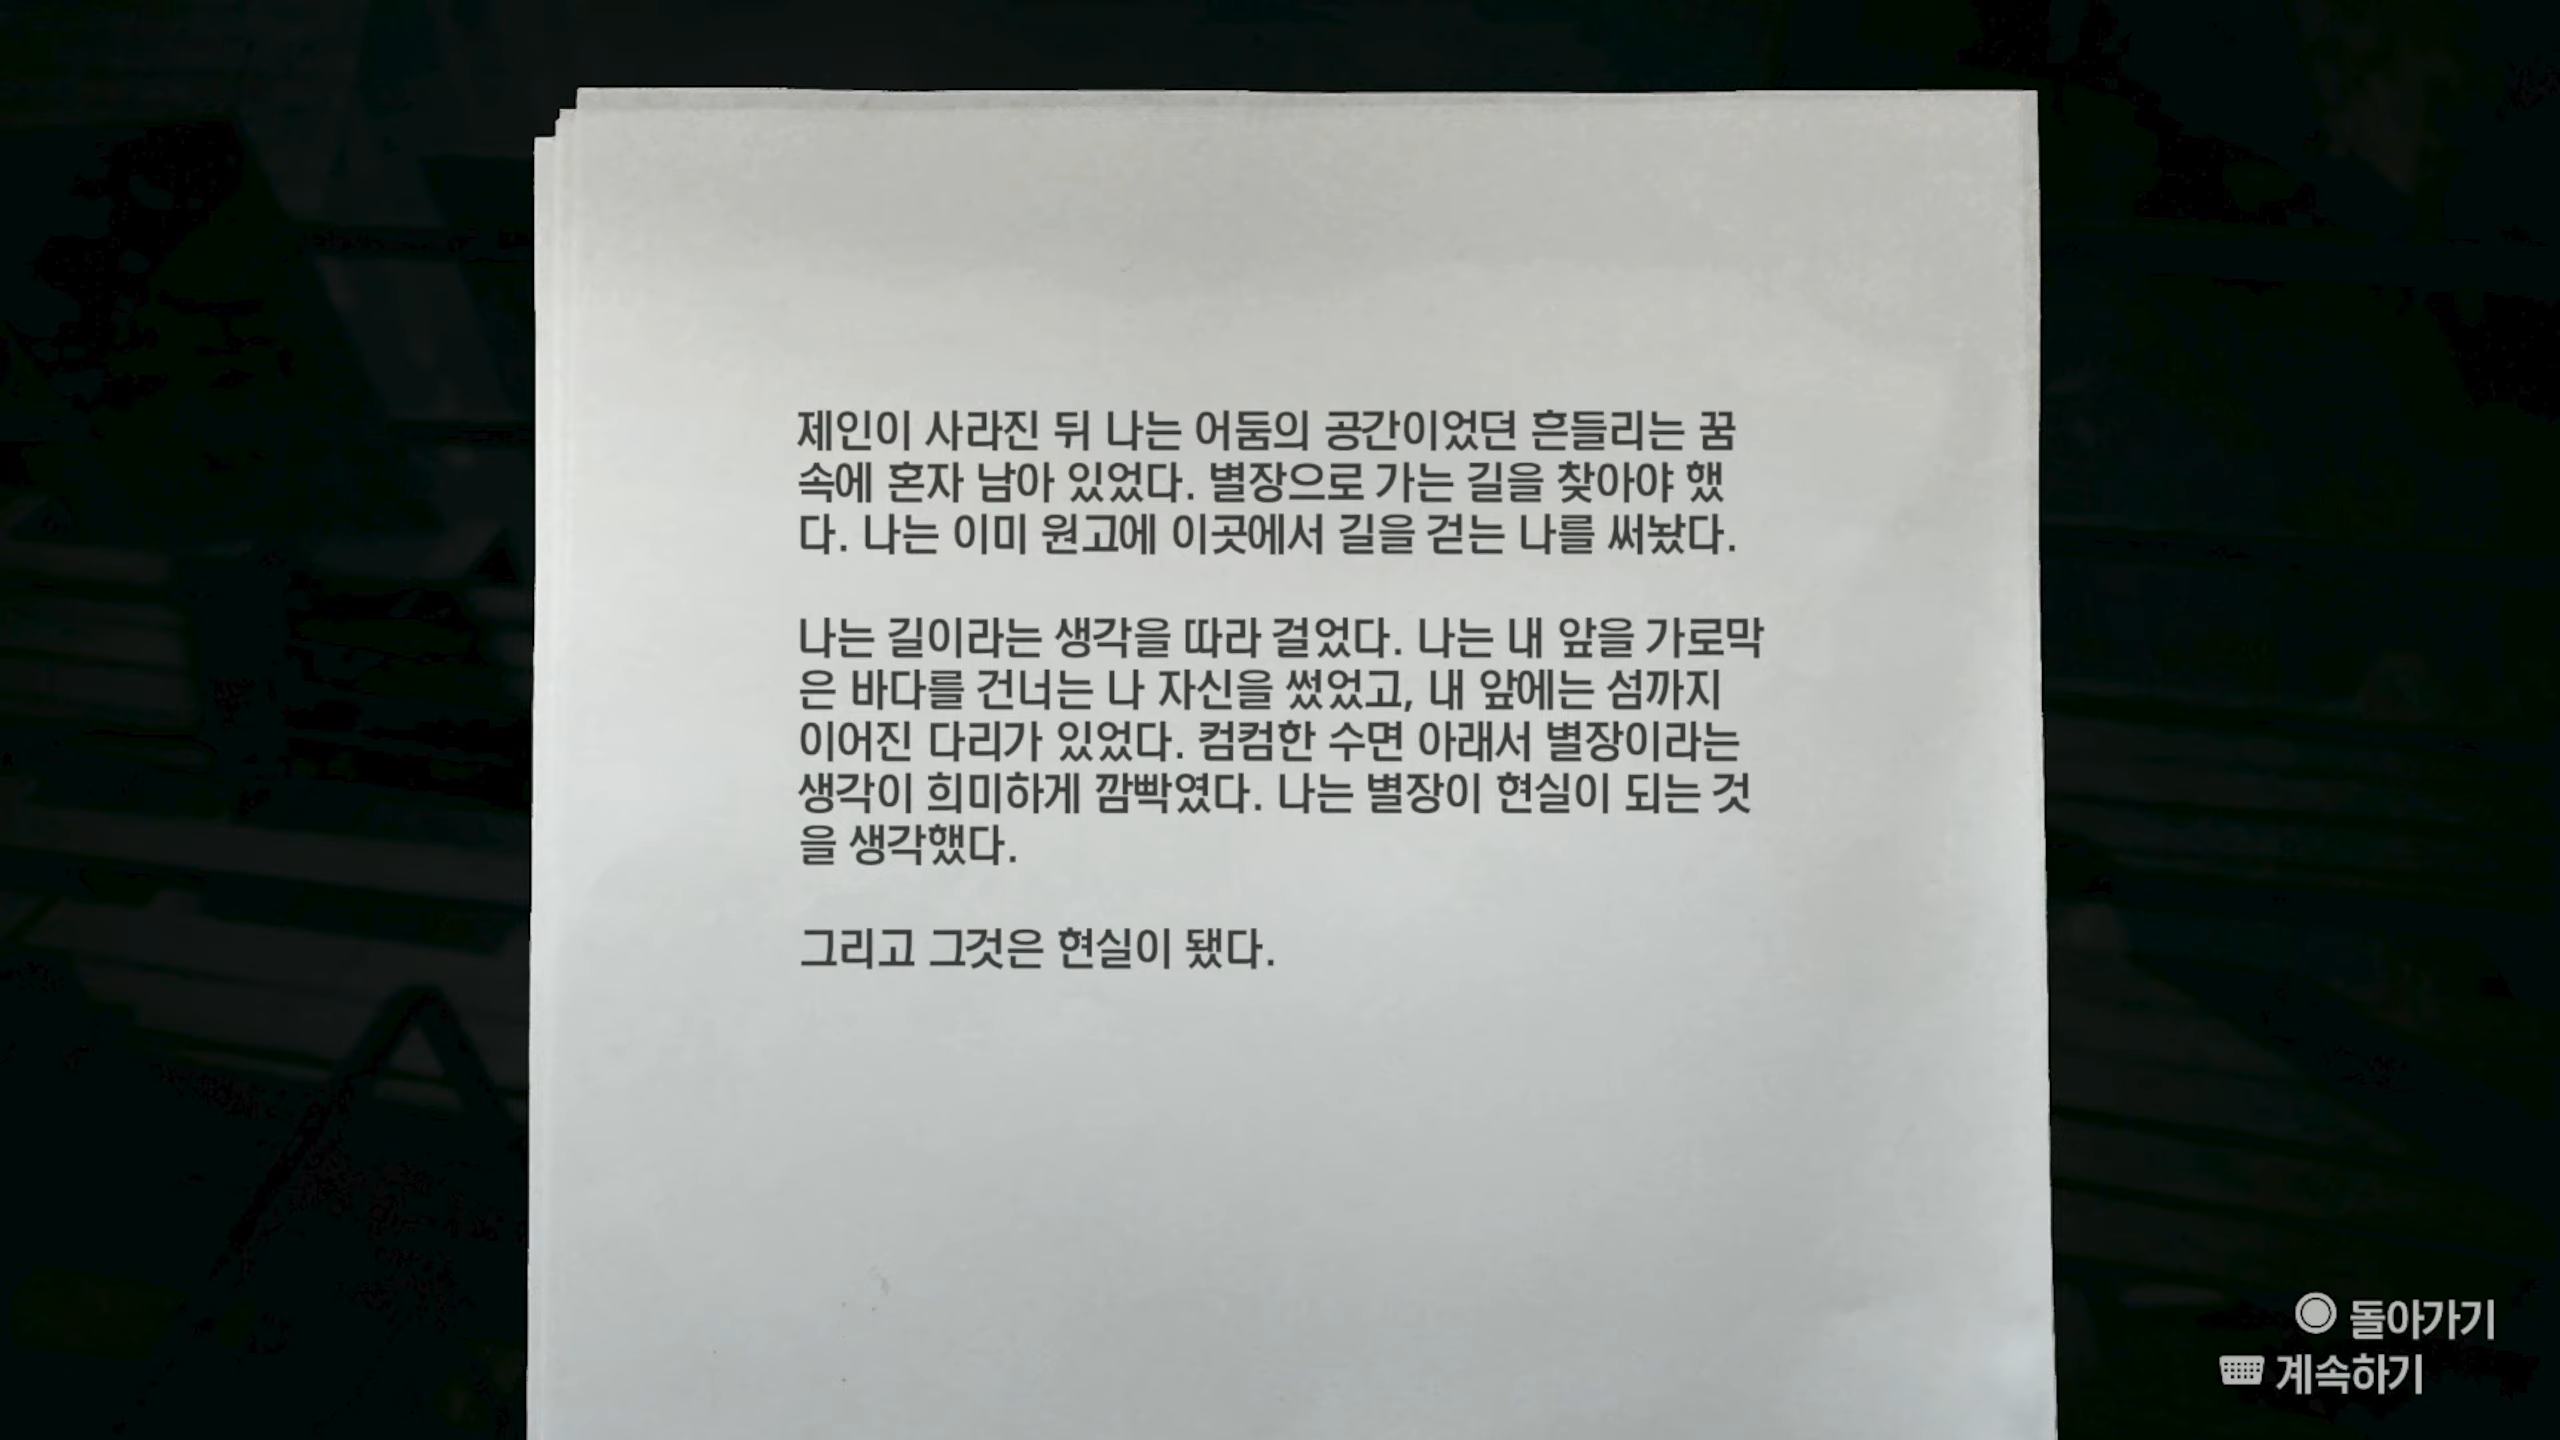 제인이 사라진 뒤 나는 어둠의 공간이었던 흔들리는 꿈
속에 혼자 남아 있었다. 별장으로 가는 길을 찾아야 했
다. 나는 이미 원고에 이곳에서 길을 걷는 나를 써놨다.
나는 길이라는 생각을 따라 걸었다. 나는 내 앞을 가로막
은 바다를 건너는 나 자신을 썼었고, 내 앞에는 섬까지
이어진 다리가 있었다. 컴컴한 수면 아래서 별장이라는
생각이 희미하게 깜빡였다. 나는 별장이 현실이 되는 것
을 생각했다.
그리고 그것은 현실이 됐다.
돌아가기
계속하기